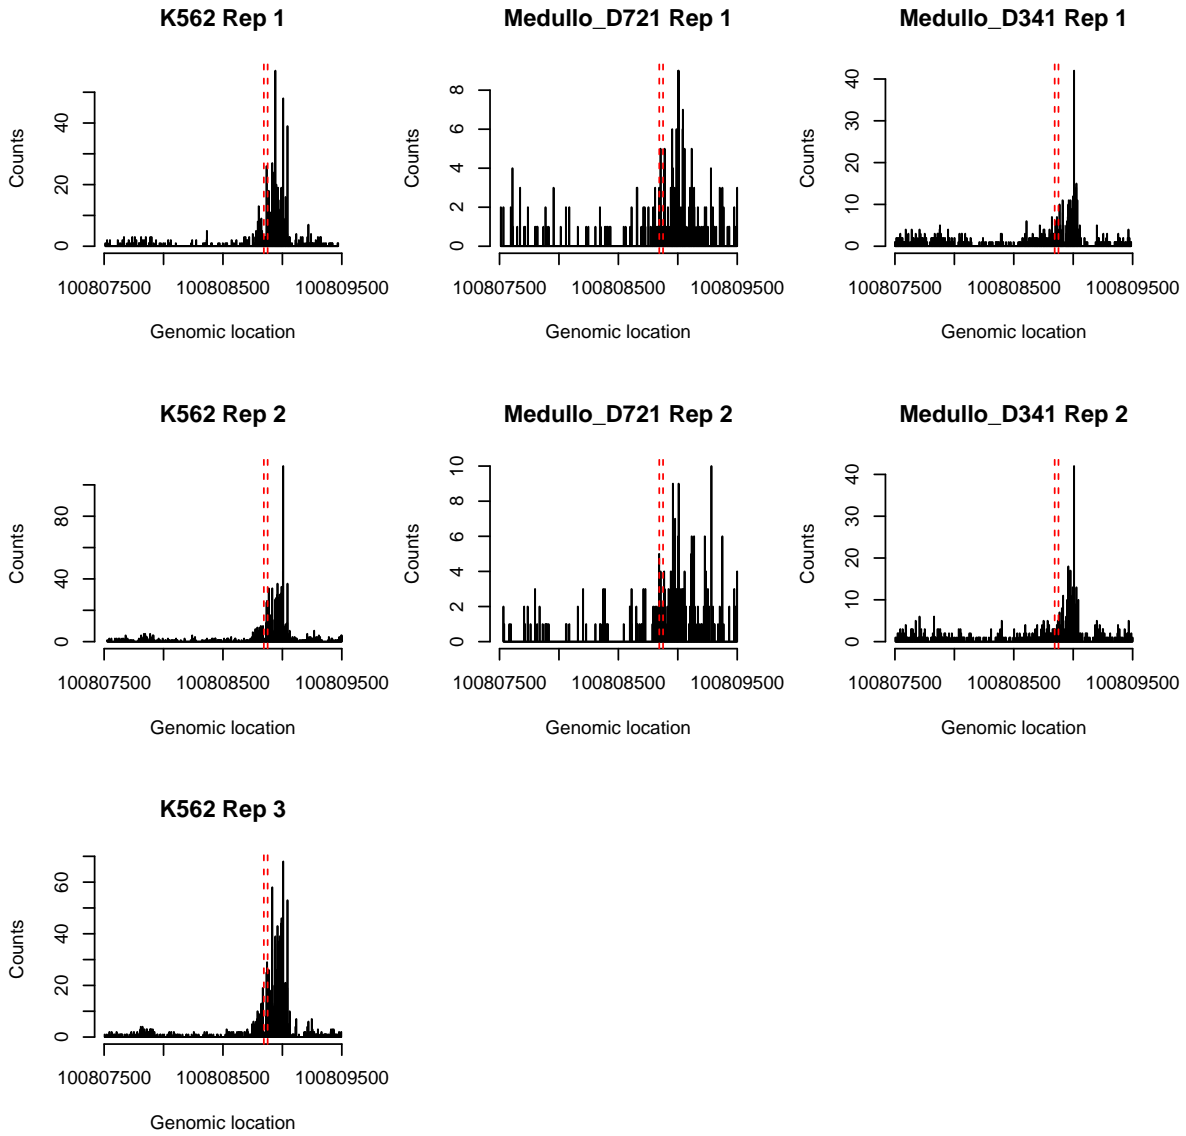 K562 Rep 1
Counts
0
20
40
100807500 100808500 100809500
Genomic location
Medullo_D721 Rep 1
Counts
0
2
4
6
8
100807500 100808500 100809500
Genomic location
Medullo_D341 Rep 1
Counts
0
10
20
30
40
100807500 100808500 100809500
Genomic location
K562 Rep 2
Counts
0
40
80
100807500 100808500 100809500
Genomic location
Medullo_D721 Rep 2
Counts
0
2
4
6
8
10
100807500 100808500 100809500
Genomic location
Medullo_D341 Rep 2
Counts
0
10
20
30
40
100807500 100808500 100809500
Genomic location
K562 Rep 3
Counts
0
20
40
60
100807500 100808500 100809500
Genomic location